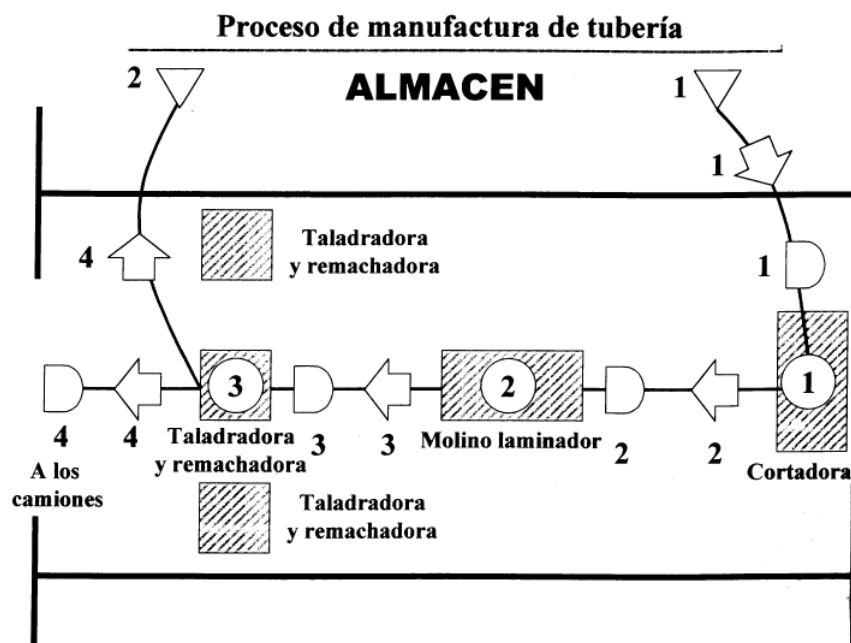 Proceso de manufactura de tubería
ALMACEN
2
1
1
4
Taladradora
y remachadora
1
3
2
1
4
4
Taladradora
y remachadora
3
3
Molino laminador
2
2
Cortadora
A los
camiones
Taladradora
y remachadora